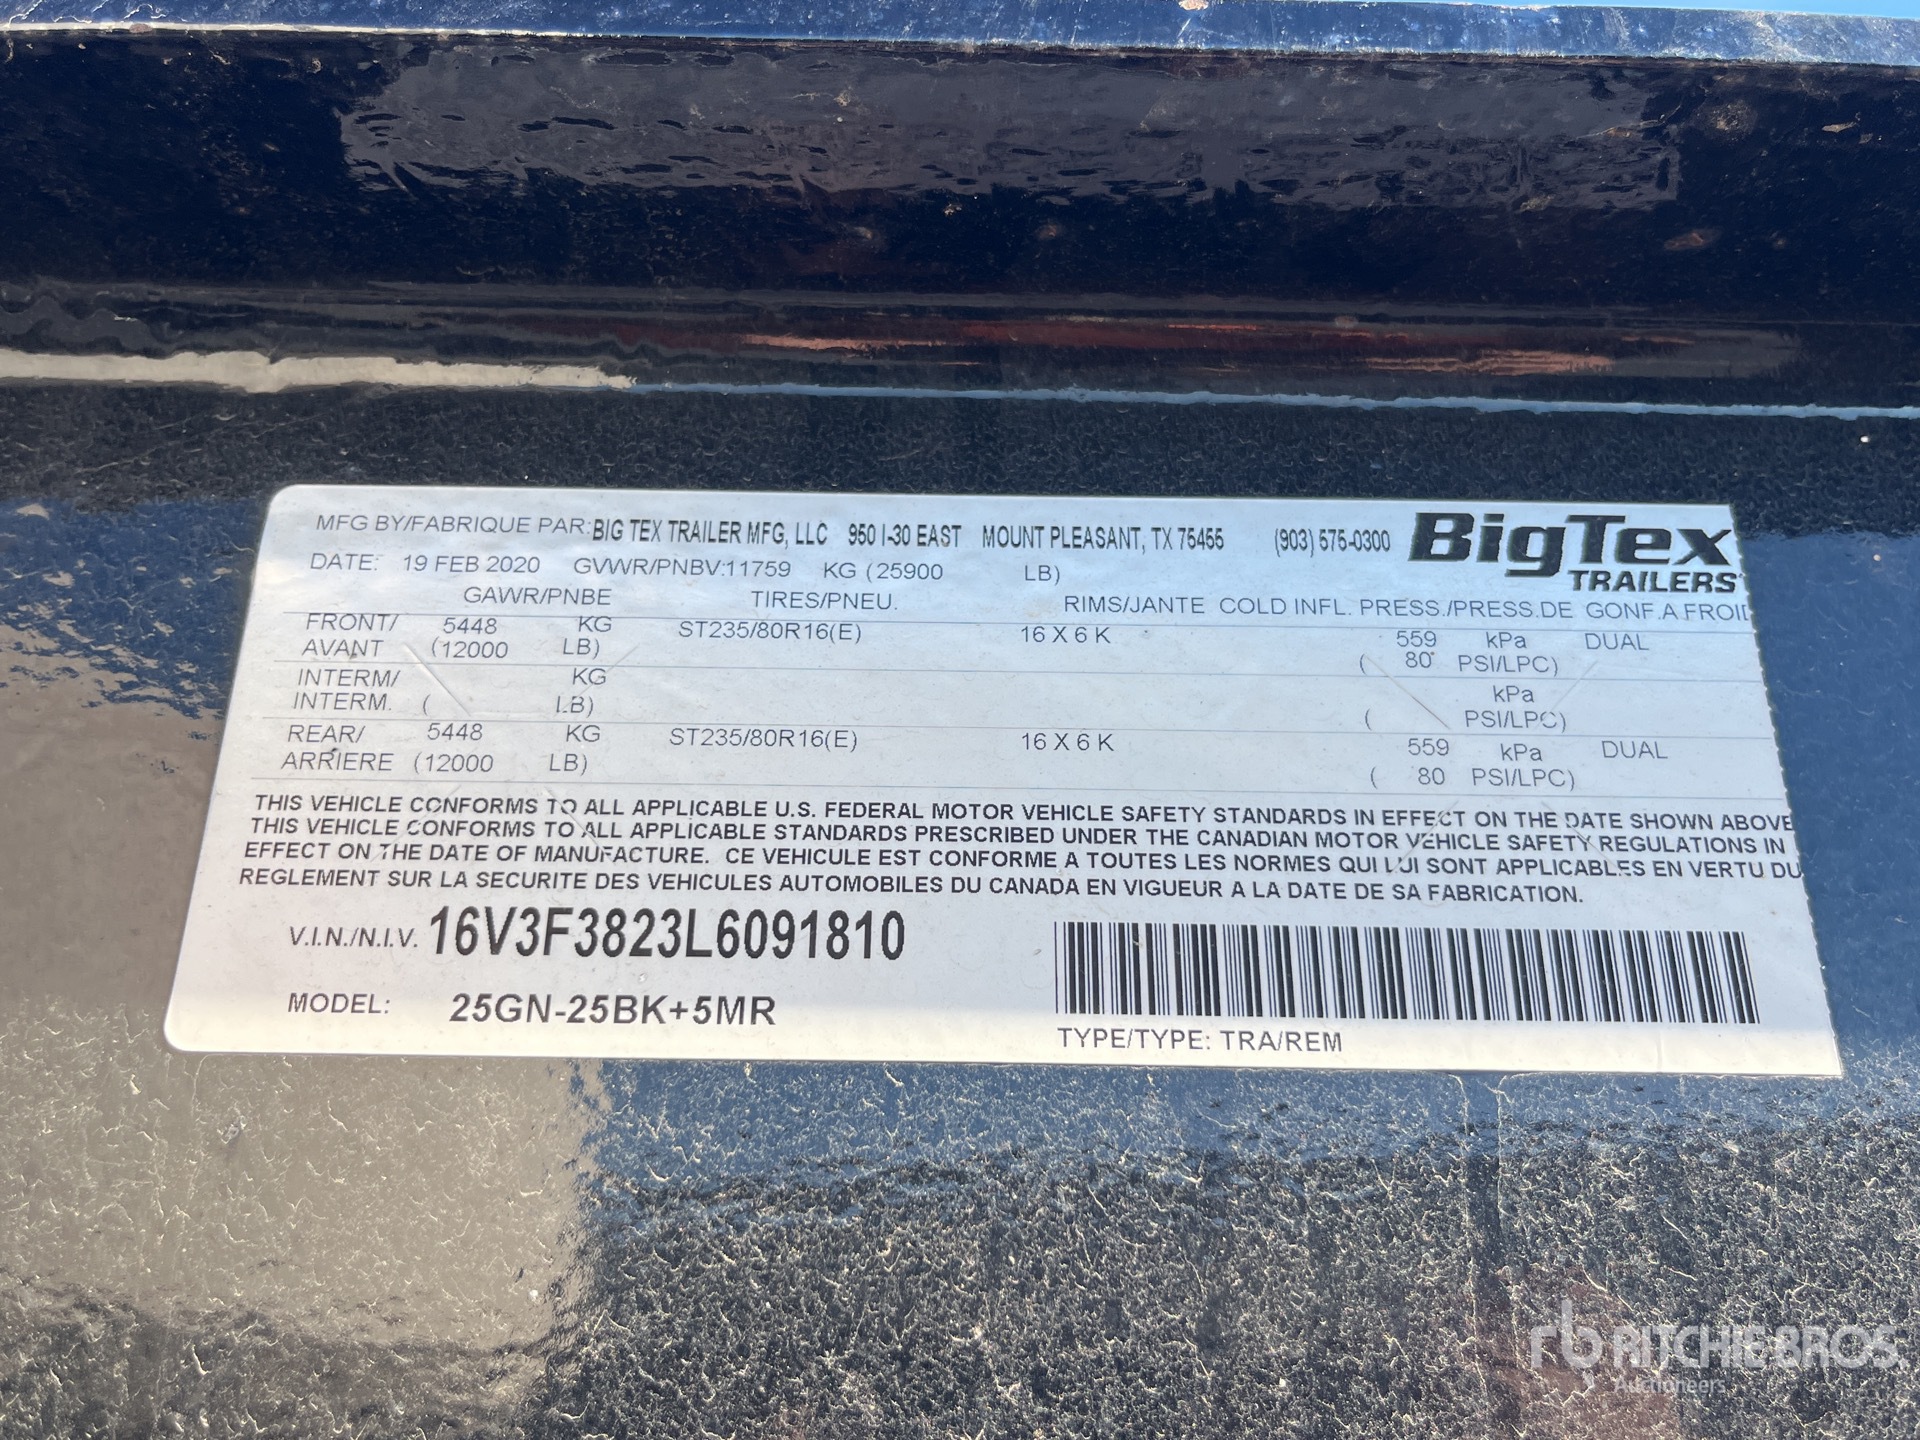 MFG BY/FABRIQUE PAR: BIG TEX TRAILER MFG, LLC 950 I-30 EAST MOUNT PLEASANT, TX 75455 (903) 575-0300 BigTex
TRAILERS
DATE: 19 FEB 2020 GVWR/PNBV:11759 KG (25900 LB)
GAWR/PNBE TIRES/PNEU. RIMS/JANTE COLD INFL. PRESS./PRESS.DE GONF.A FROID
FRONT/ 5448 KG ST235/80R16(E) 16 X 6 K 559 kPa DUAL
AVANT (12000 LB) ( 80 PSI/LPC)
INTERM/ KG kPa
INTERM. ( LB) ( PSI/LPC)
REAR/ 5448 KG ST235/80R16(E) 16 X 6 K 559 kPa DUAL
ARRIERE (12000 LB) ( 80 PSI/LPC)
THIS VEHICLE CONFORMS TO ALL APPLICABLE U.S. FEDERAL MOTOR VEHICLE SAFETY STANDARDS IN EFFECT ON THE DATE SHOWN ABOVE
THIS VEHICLE CONFORMS TO ALL APPLICABLE STANDARDS PRESCRIBED UNDER THE CANADIAN MOTOR VEHICLE SAFETY REGULATIONS IN
EFFECT ON THE DATE OF MANUFACTURE. CE VEHICULE EST CONFORME A TOUTES LES NORMES QUI LUI SONT APPLICABLES EN VERTU DU
REGLEMENT SUR LA SECURITE DES VEHICULES AUTOMOBILES DU CANADA EN VIGUEUR A LA DATE DE SA FABRICATION.
V.I.N./N.I.V. 16V3F3823L6091810
MODEL: 25GN-25BK+5MR
TYPE/TYPE: TRA/REM
rb RITCHIE BROS.
Auctioneers